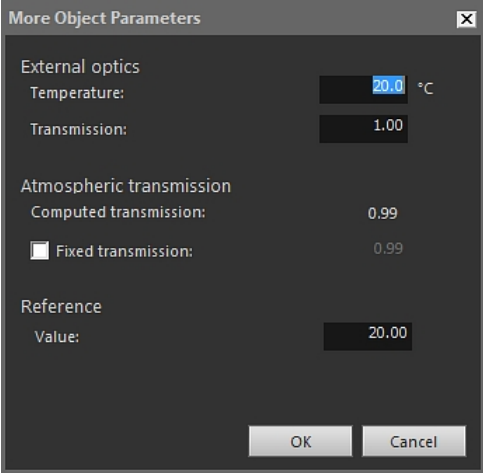 More Object Parameters
External optics
Temperature: 20.0 °C
Transmission: 1.00
Atmospheric transmission
Computed transmission: 0.99
Fixed transmission: 0.99
Reference
Value: 20.00
OK Cancel